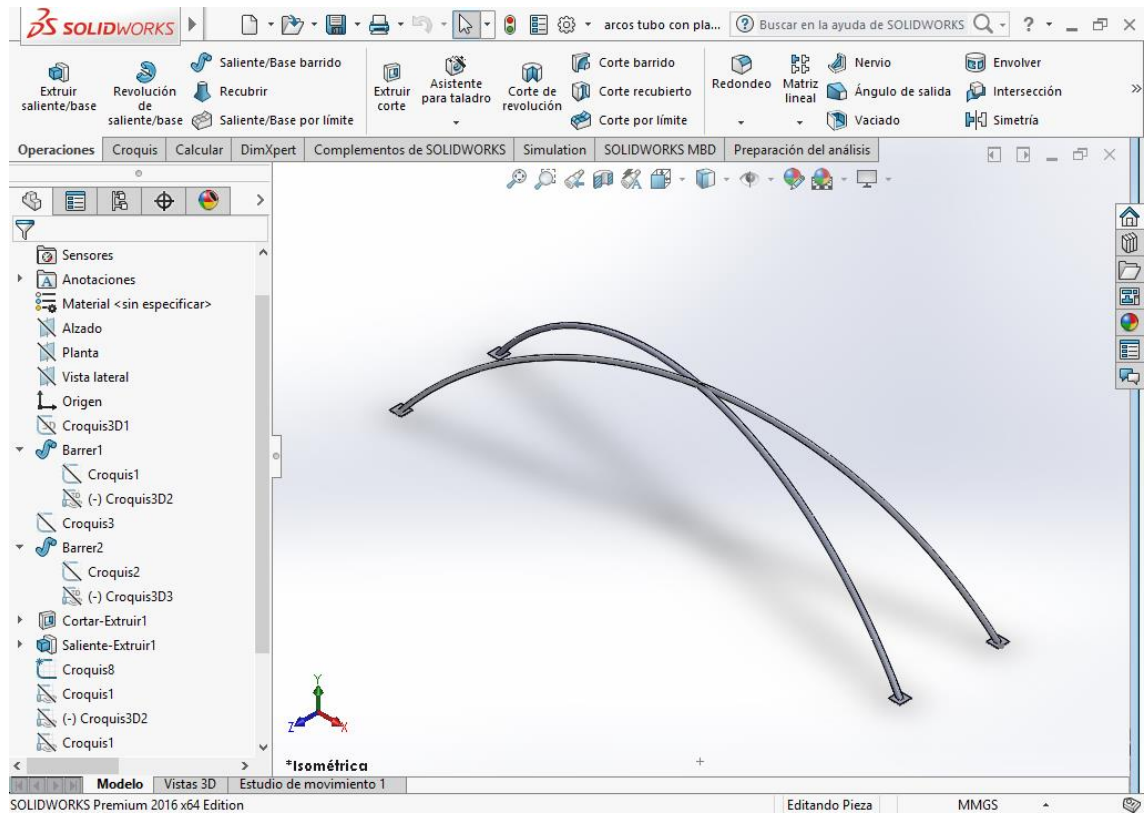 SOLIDWORKS
arcos tubo con pla...
Buscar en la ayuda de SOLIDWORKS
?
Extruir saliente/base
Revolución de saliente/base
Saliente/Base barrido
Recubrir
Saliente/Base por límite
Extruir corte
Asistente para taladro
Corte de revolución
Corte barrido
Corte recubierto
Corte por límite
Redondeo
Matriz lineal
Nervio
Ángulo de salida
Vaciado
Envolver
Intersección
Simetría
Operaciones
Croquis
Calcular
DimXpert
Complementos de SOLIDWORKS
Simulation
SOLIDWORKS MBD
Preparación del análisis
Sensores
Anotaciones
Material <sin especificar>
Alzado
Planta
Vista lateral
Origen
Croquis3D1
Barrer1
Croquis1
(-) Croquis3D2
Croquis3
Barrer2
Croquis2
(-) Croquis3D3
Cortar-Extruir1
Saliente-Extruir1
Croquis8
Croquis1
(-) Croquis3D2
Croquis1
Y
Z
X
*Isométrica
Modelo
Vistas 3D
Estudio de movimiento 1
SOLIDWORKS Premium 2016 x64 Edition
Editando Pieza
MMGS